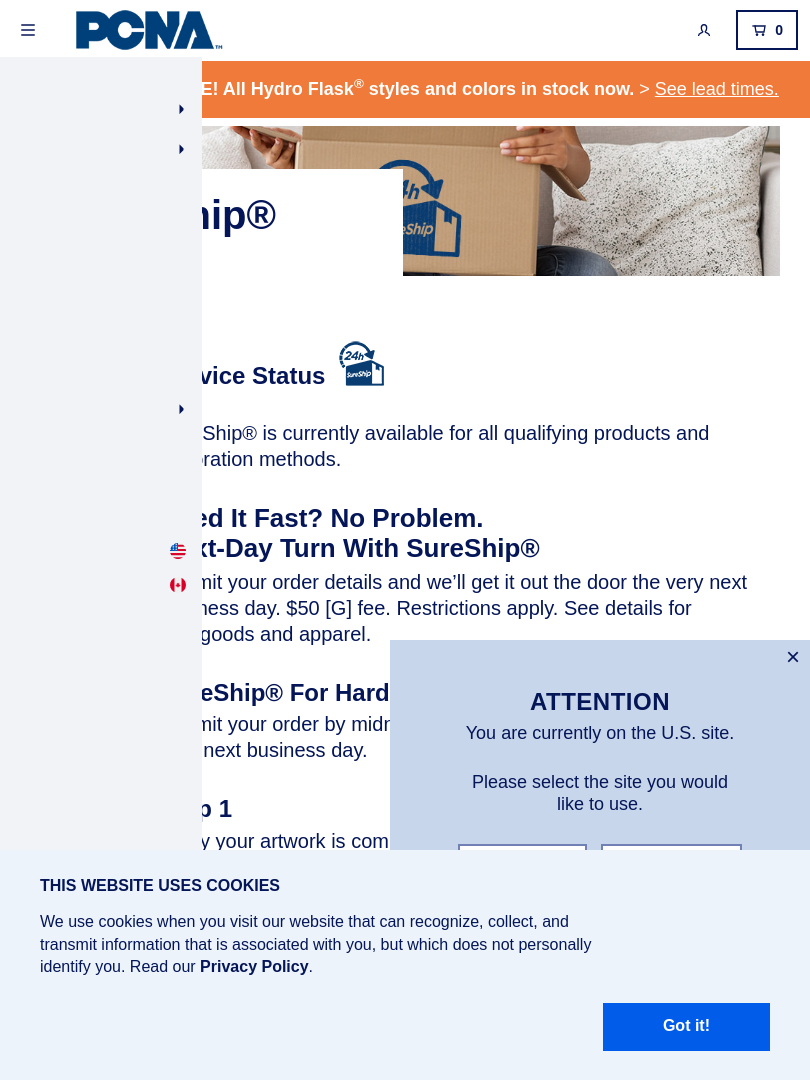 PCNA™
0
E! All Hydro Flask® styles and colors in stock now. > See lead times.
24h
SureShip
hip®
vice Status
24h
SureShip
Ship® is currently available for all qualifying products and
ration methods.
ed It Fast? No Problem.
xt-Day Turn With SureShip®
mit your order details and we’ll get it out the door the very next
ness day. $50 [G] fee. Restrictions apply. See details for
goods and apparel.
eShip® For Hard
mit your order by midn
next business day.
p 1
y your artwork is com
×
ATTENTION
You are currently on the U.S. site.
Please select the site you would
like to use.
THIS WEBSITE USES COOKIES
We use cookies when you visit our website that can recognize, collect, and
transmit information that is associated with you, but which does not personally
identify you. Read our Privacy Policy.
Got it!